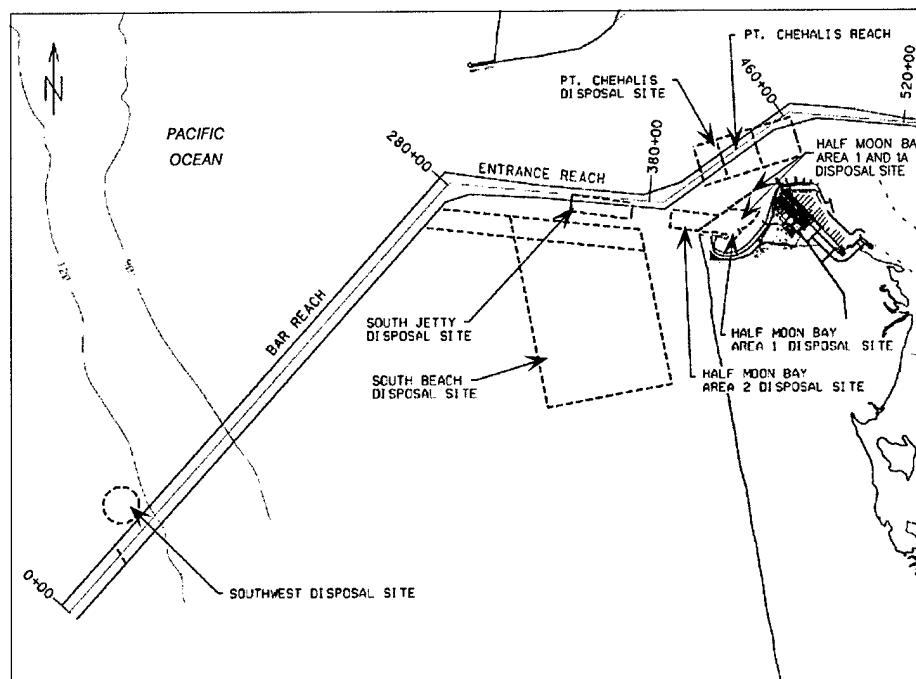 PT. CHEHALIS REACH
PT. CHEHALIS
DISPOSAL SITE
460+00
520+00
N
PACIFIC
OCEAN
280+00
ENTRANCE REACH
380+00
HALF MOON BA
AREA 1 AND 1A
DISPOSAL SITE
BAR REACH
SOUTH JETTY
DISPOSAL SITE
HALF MOON BAY
AREA 1 DISPOSAL SITE
SOUTH BEACH
DISPOSAL SITE
HALF MOON BAY
AREA 2 DISPOSAL SITE
0+00
SOUTHWEST DISPOSAL SITE